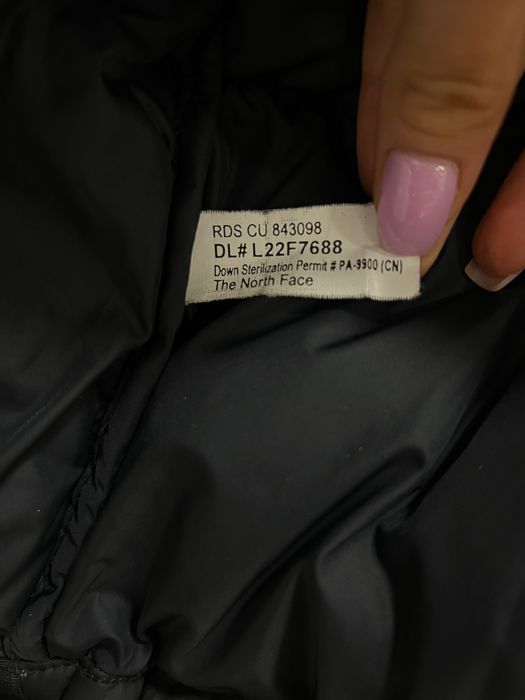 RDS CU 843098
DL# L22F7688
Down Sterilization Permit # PA-9900 (CN)
The North Face